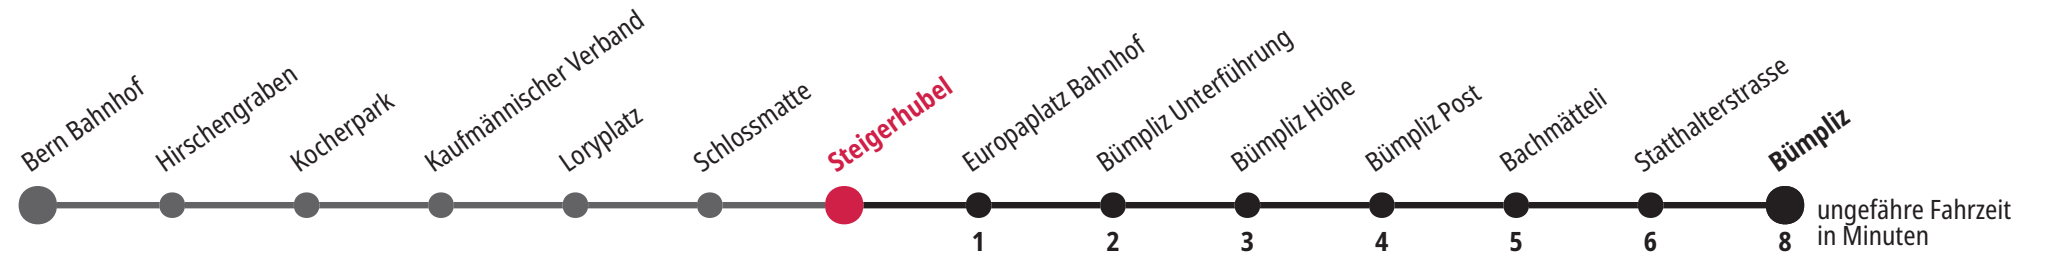 Bern Bahnhof
Hirschengraben
Kocherpark
Kaufmännischer Verband
Loryplatz
Schlossmatte
Steigerhubel
Europaplatz Bahnhof
Bümpliz Unterführung
Bümpliz Höhe
Bümpliz Post
Bachmätteli
Statthalterstrasse
Bümpliz
1 2 3 4 5 6 8
ungefähre Fahrzeit
in Minuten